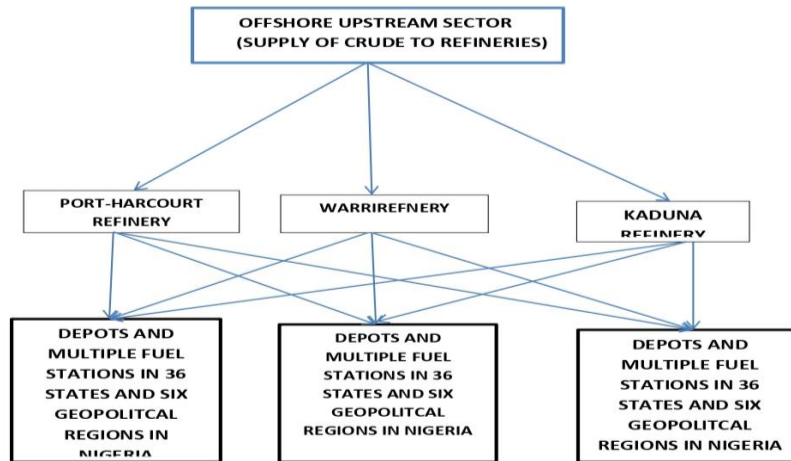 OFFSHORE UPSTREAM SECTOR
(SUPPLY OF CRUDE TO REFINERIES)
PORT-HARCOURT
REFINERY
WARRIREFNERY
KADUNA
REFINERY
DEPOTS AND
MULTIPLE FUEL
STATIONS IN 36
STATES AND SIX
GEOPOLITCAL
REGIONS IN
NIGERIA
DEPOTS AND
MULTIPLE FUEL
STATIONS IN 36
STATES AND SIX
GEOPOLITCAL
REGIONS IN NIGERIA
DEPOTS AND
MULTIPLE FUEL
STATIONS IN 36
STATES AND SIX
GEOPOLITCAL
REGIONS IN NIGERIA